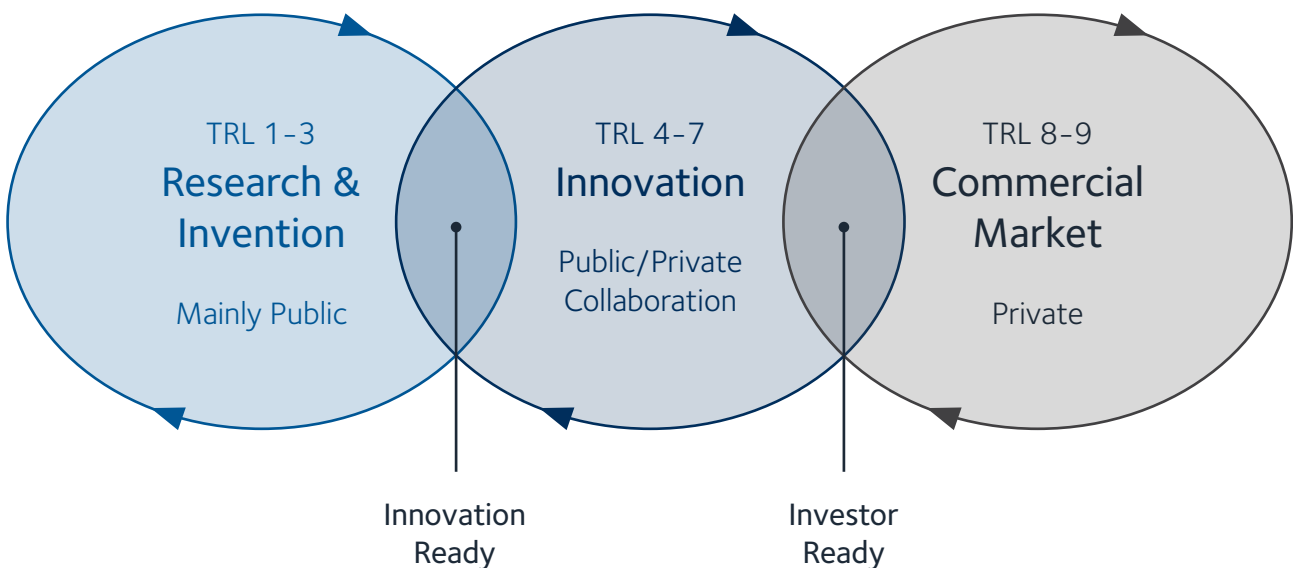 TRL 1-3
Research &
Invention
Mainly Public
TRL 4-7
Innovation
Public/Private
Collaboration
TRL 8-9
Commercial
Market
Private
Innovation
Ready
Investor
Ready